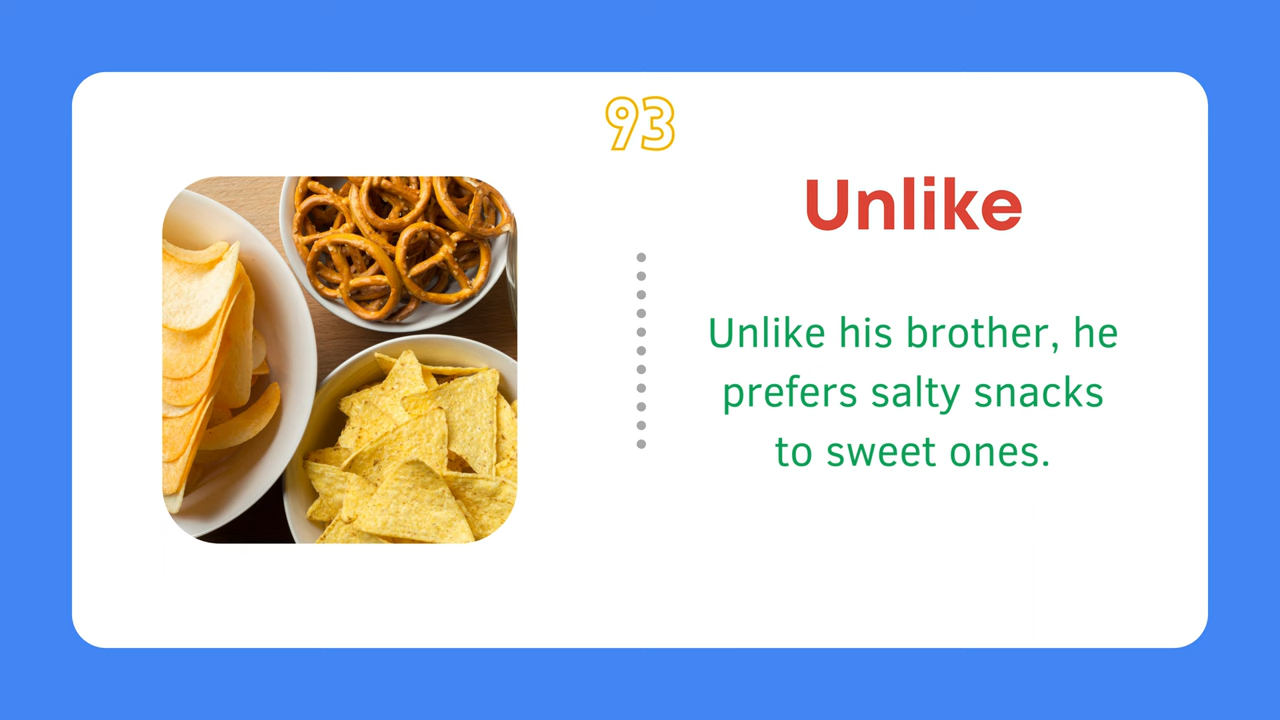 93
Unlike
Unlike his brother, he
prefers salty snacks
to sweet ones.